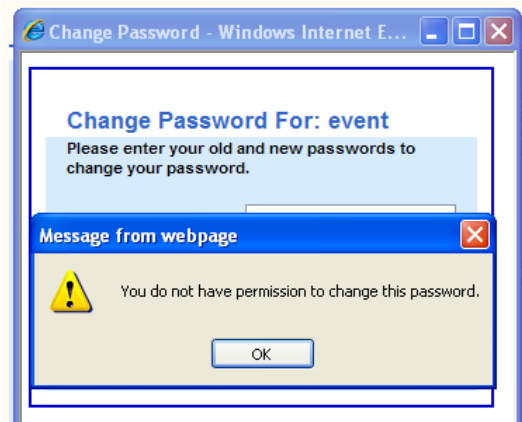 Change Password - Windows Internet E...
Change Password For: event
Please enter your old and new passwords to
change your password.
Message from webpage
You do not have permission to change this password.
OK